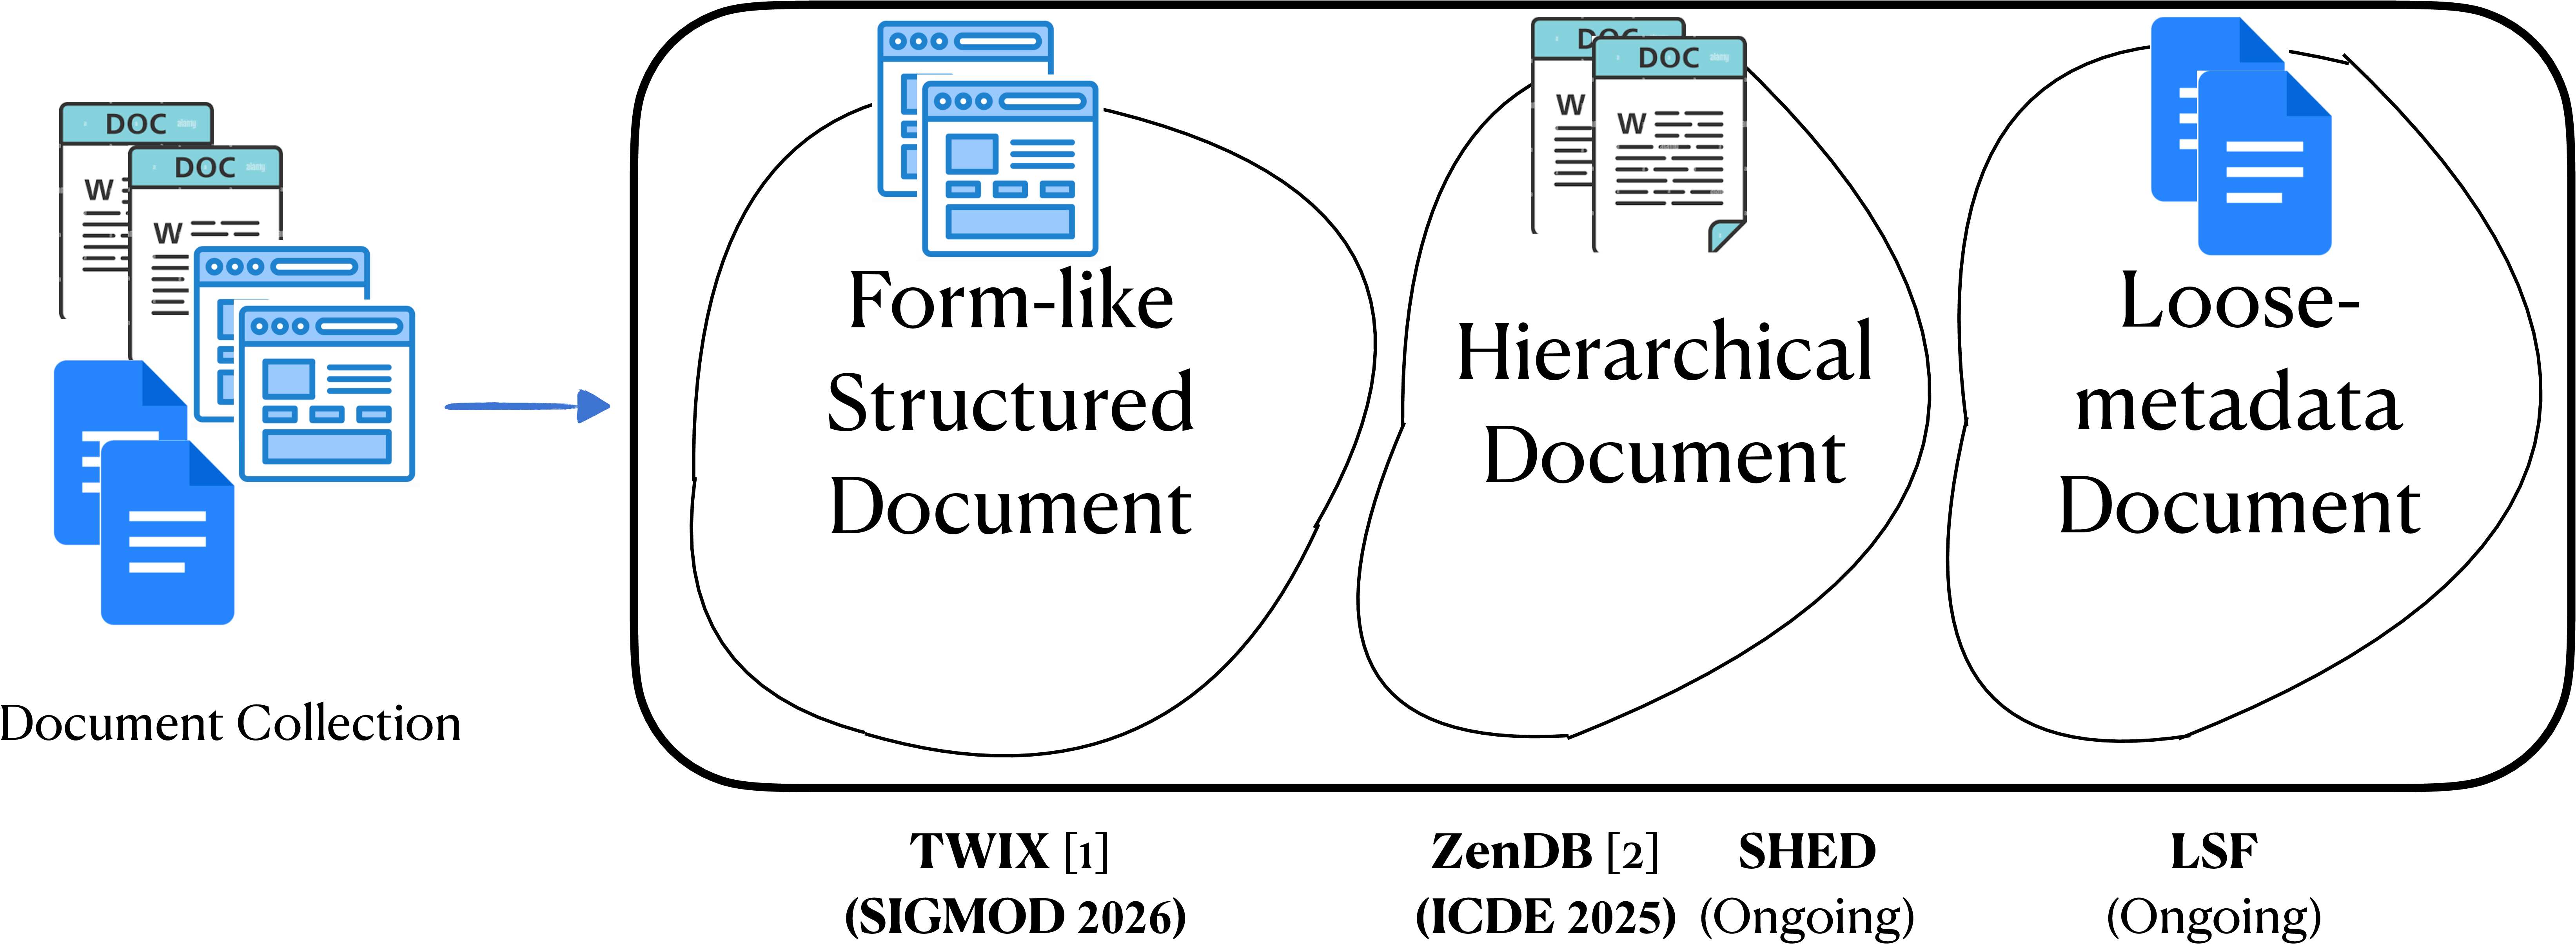 DOC
DOC
W
W
Document Collection
DOC
DOC
W
W
Form-like
Structured
Document
Hierarchical
Document
Loose-
metadata
Document
TWIX [1]
(SIGMOD 2026)
ZenDB [2]
(ICDE 2025)
SHED
(Ongoing)
LSF
(Ongoing)